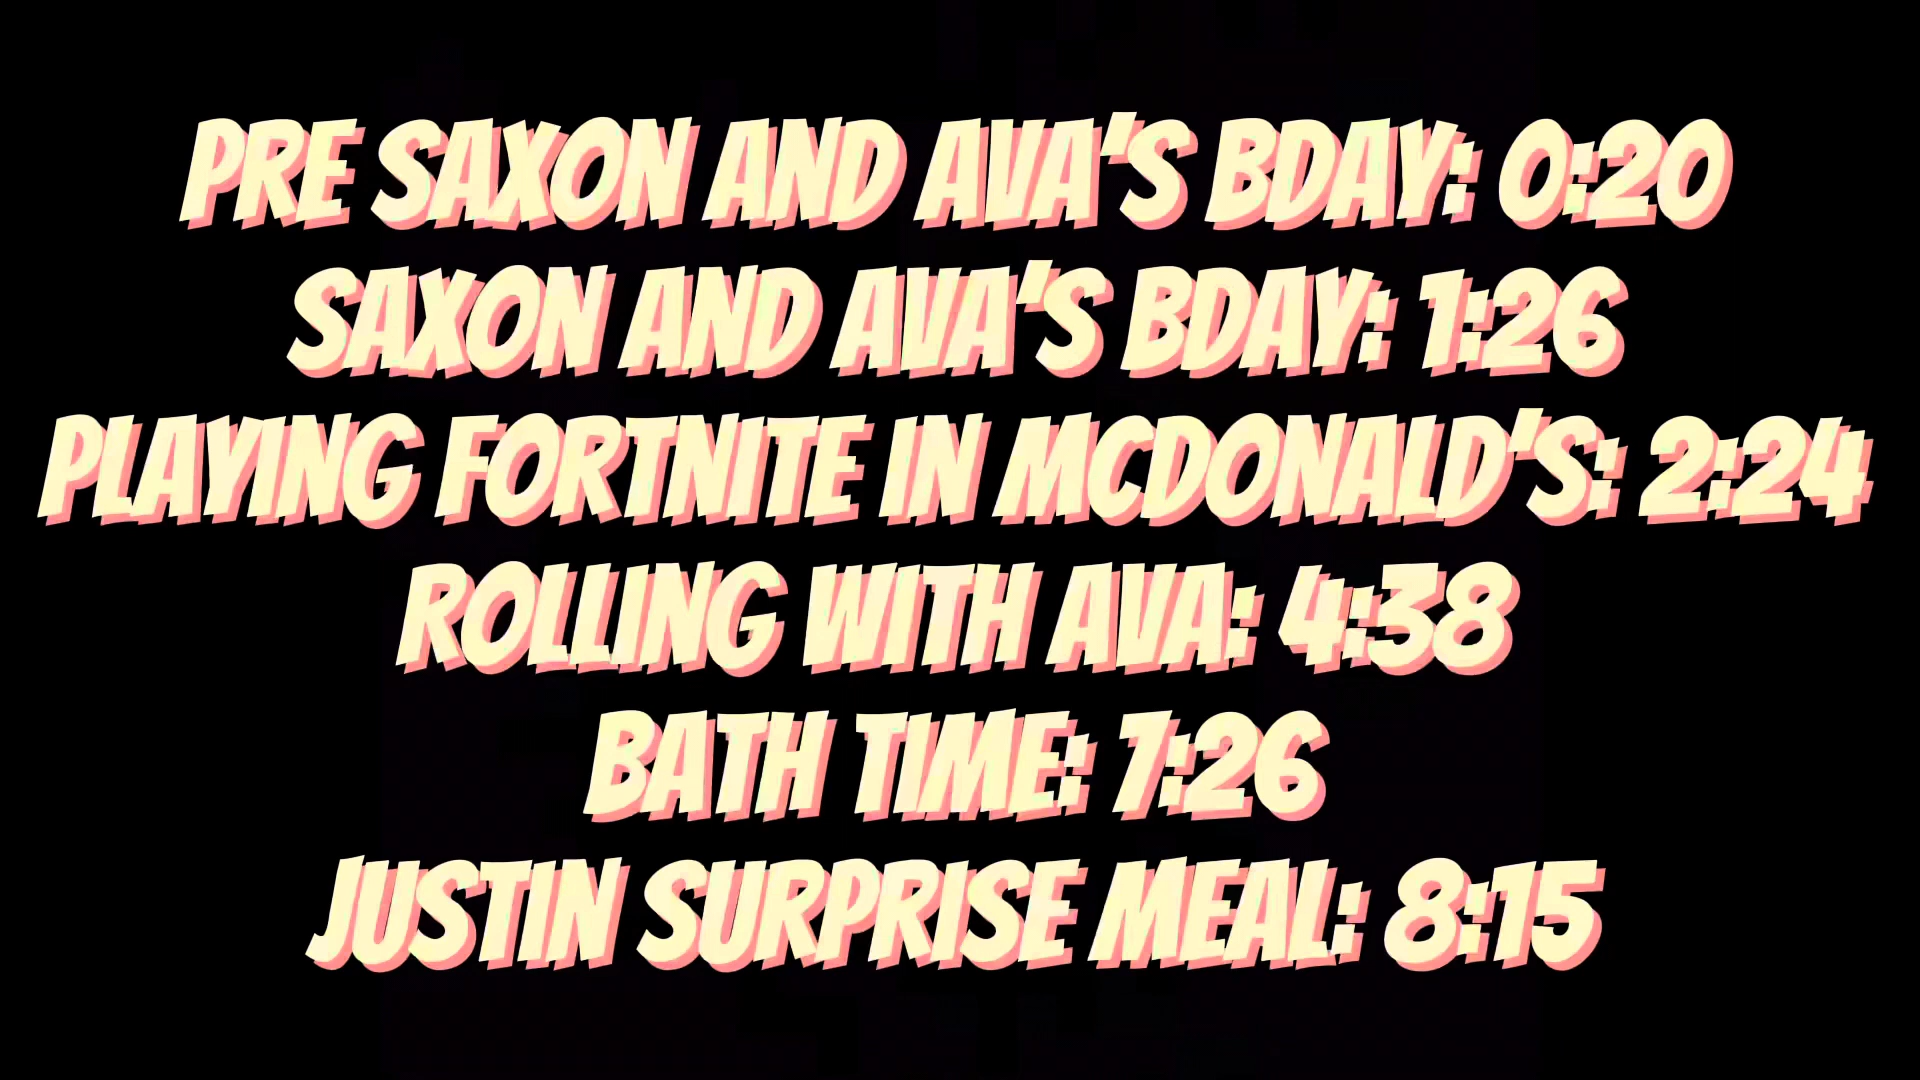 PRE SAXON AND AVA'S BDAY: 0:20
SAXON AND AVA'S BDAY: 1:26
PLAYING FORTNITE IN MCDONALD'S: 2:24
ROLLING WITH AVA: 4:38
BATH TIME: 7:26
JUSTIN SURPRISE MEAL: 8:15